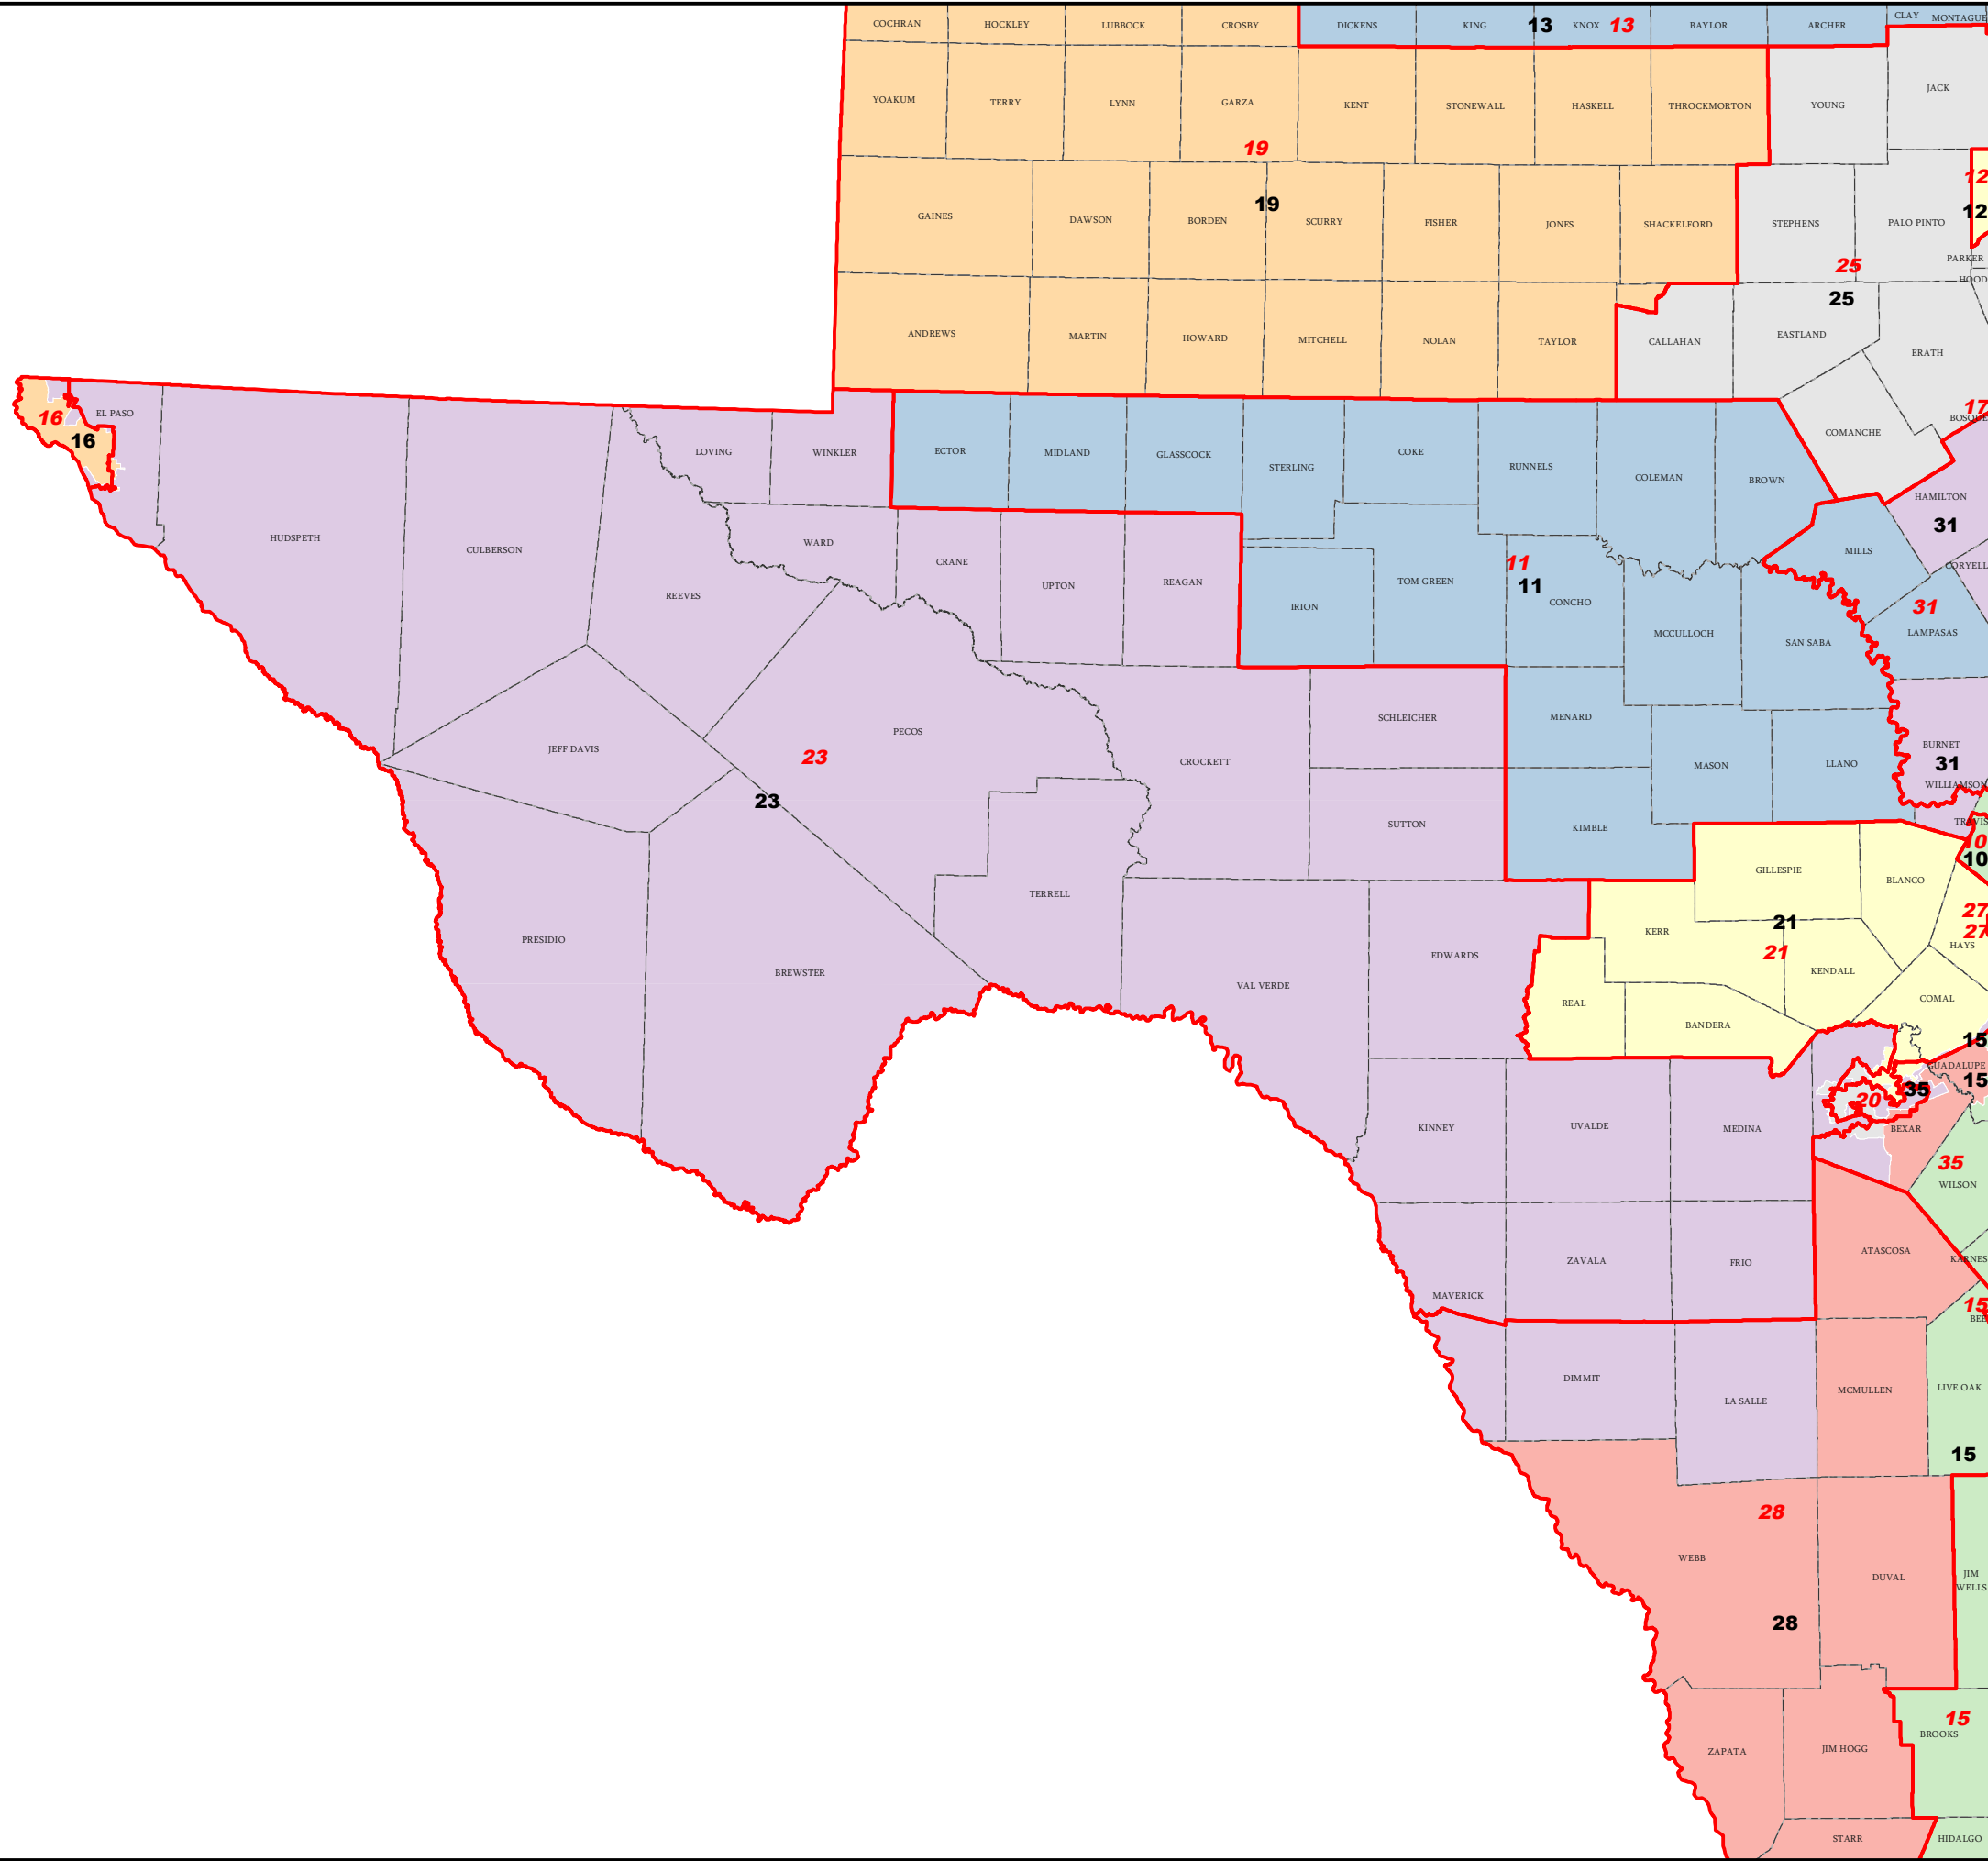 COCHRAN HOCKLEY LUBBOCK CROSBY DICKENS KING 13 KNOX 13 BAYLOR ARCHER CLAY MONTAGUE
YOAKUM TERRY LYNN GARZA KENT STONEWALL HASKELL THROCKMORTON YOUNG JACK
19
12
GAINES DAWSON BORDEN 19 SCURRY FISHER JONES SHACKELFORD STEPHENS PALO PINTO 12
PARKER
25
HOOD
25
ANDREWS MARTIN HOWARD MITCHELL NOLAN TAYLOR CALLAHAN EASTLAND ERATH
16 EL PASO
17
BOSQUE
16
LOVING WINKLER ECTOR MIDLAND GLASSCOCK STERLING COKE RUNNELS COLEMAN BROWN COMANCHE
HAMILTON
31
HUDSPETH CULBERSON WARD CRANE MILLS
11
CORYELL
REEVES UPTON REAGAN IRION TOM GREEN 11 CONCHO
31
MCCULLOCH SAN SABA LAMPASAS
JEFF DAVIS PECOS SCHLEICHER MENARD BURNET
23
CROCKETT MASON LLANO 31
WILLIAMSON
23
SUTTON KIMBLE TRAVIS
10
10
TERRELL GILLESPIE BLANCO
27
21
27
PRESIDIO KERR HAYS
21
BREWSTER VAL VERDE EDWARDS KENDALL
REAL BANDERA COMAL
15
GUADALUPE
15
35
20
KINNEY UVALDE MEDINA BEXAR
35
WILSON
ZAVALA FRIO ATASCOSA KARNES
MAVERICK
15
BEE
DIMMIT LA SALLE MCMULLEN LIVE OAK
15
28
WEBB DUVAL JIM
WELLS
28
15
BROOKS
ZAPATA JIM HOGG
STARR HIDALGO